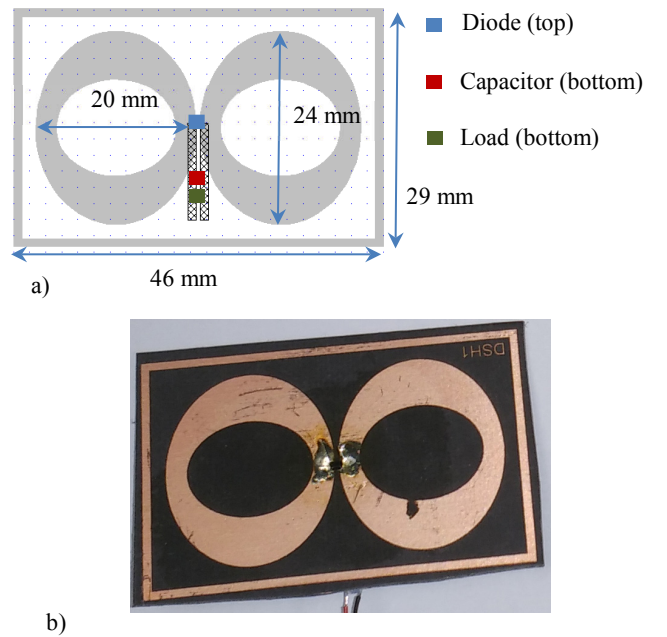 Diode (top)
Capacitor (bottom)
Load (bottom)
20 mm
24 mm
29 mm
46 mm
a)
DSH1
b)